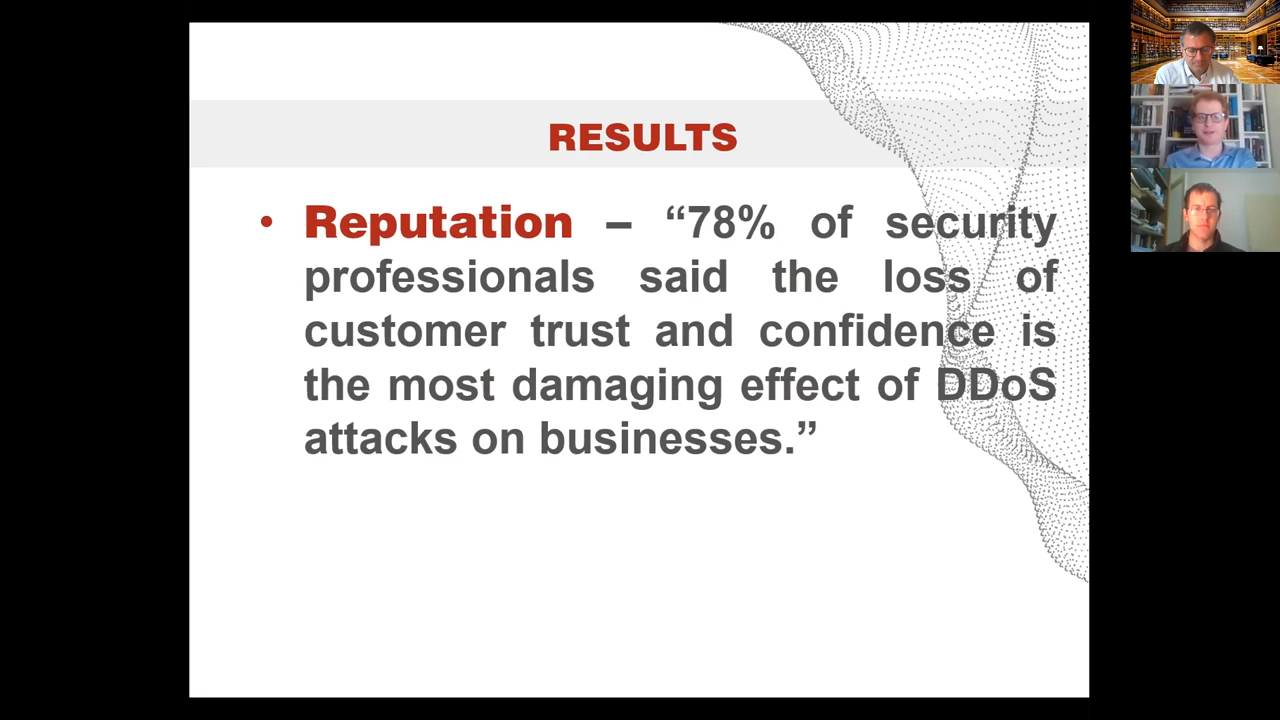 RESULTS
• Reputation – “78% of security
professionals said the loss of
customer trust and confidence is
the most damaging effect of DDoS
attacks on businesses.”